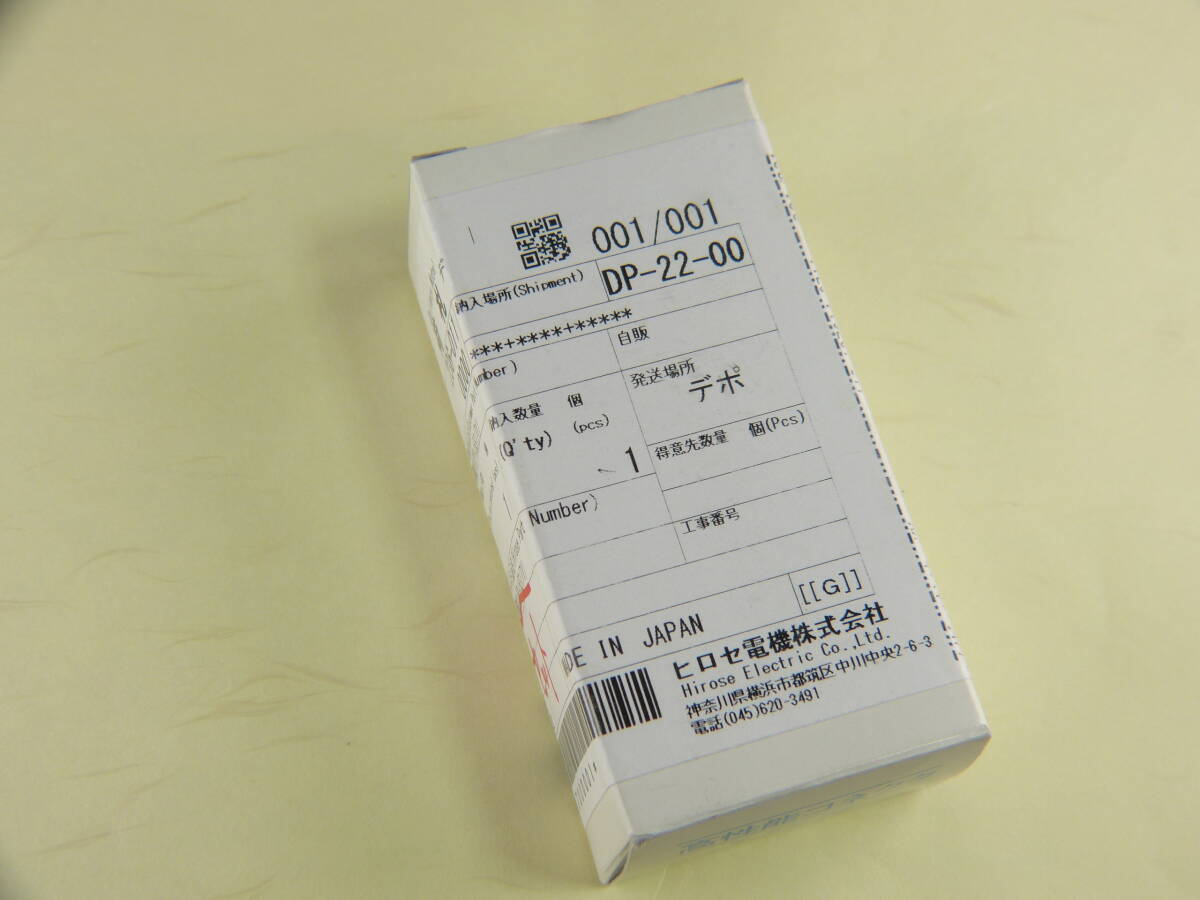 001/001
納入場所(Shipment)
DP-22-00
***+****+*****
自販
mber)
発送場所
デポ
納入数量 個
(Q'ty) (pcs)
1
得意先数量 個(Pcs)
Number)
工事番号
[[G]]
ADE IN JAPAN
ヒロセ電機株式会社
Hirose Electric Co.,Ltd.
神奈川県横浜市都筑区中川中央2-6-3
電話(045)620-3491